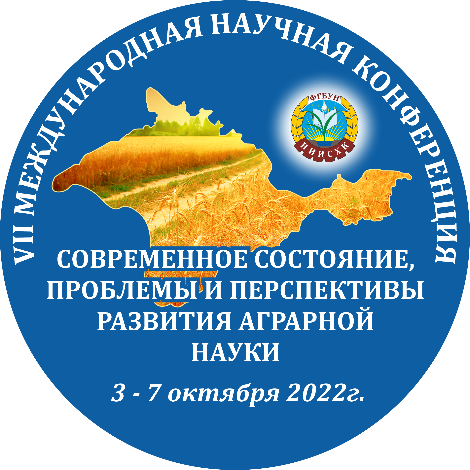 VII МЕЖДУНАРОДНАЯ НАУЧНАЯ КОНФЕРЕНЦИЯ
ФГБУН
НИИСХК
СОВРЕМЕННОЕ СОСТОЯНИЕ,
ПРОБЛЕМЫ И ПЕРСПЕКТИВЫ
РАЗВИТИЯ АГРАРНОЙ
НАУКИ
3 - 7 октября 2022г.